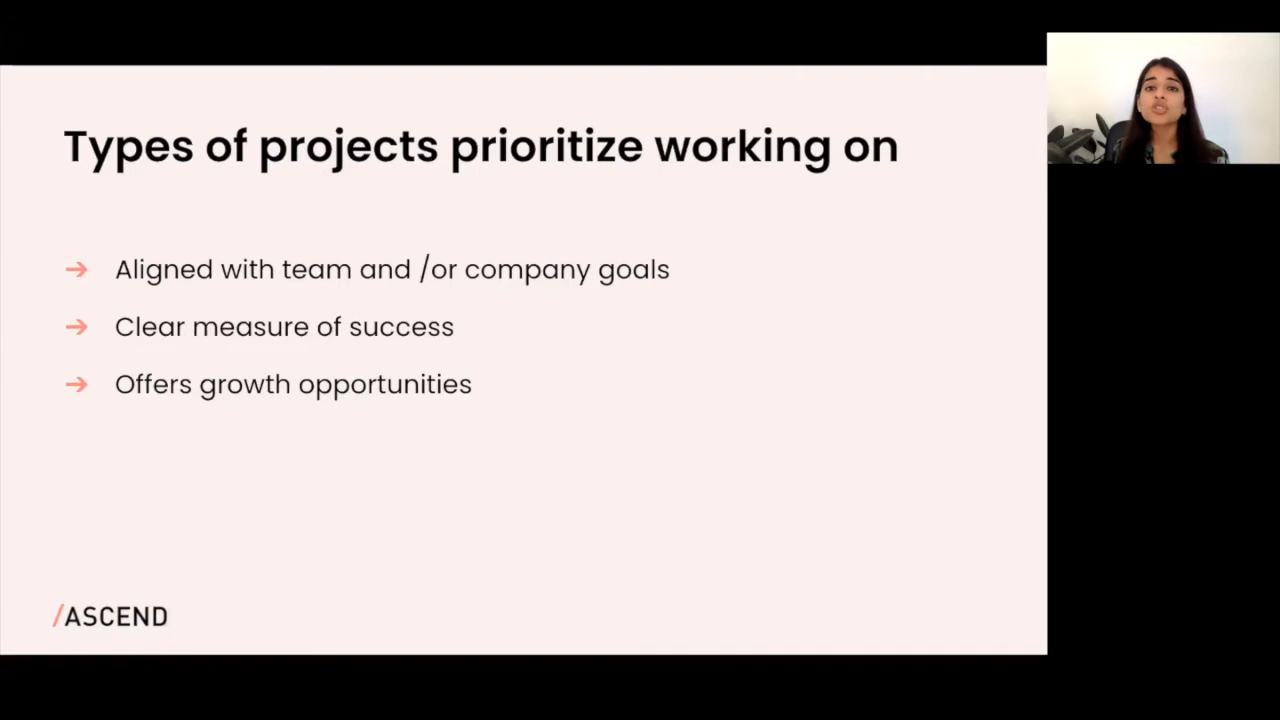 Types of projects prioritize working on
➔ Aligned with team and /or company goals
➔ Clear measure of success
➔ Offers growth opportunities
/ASCEND